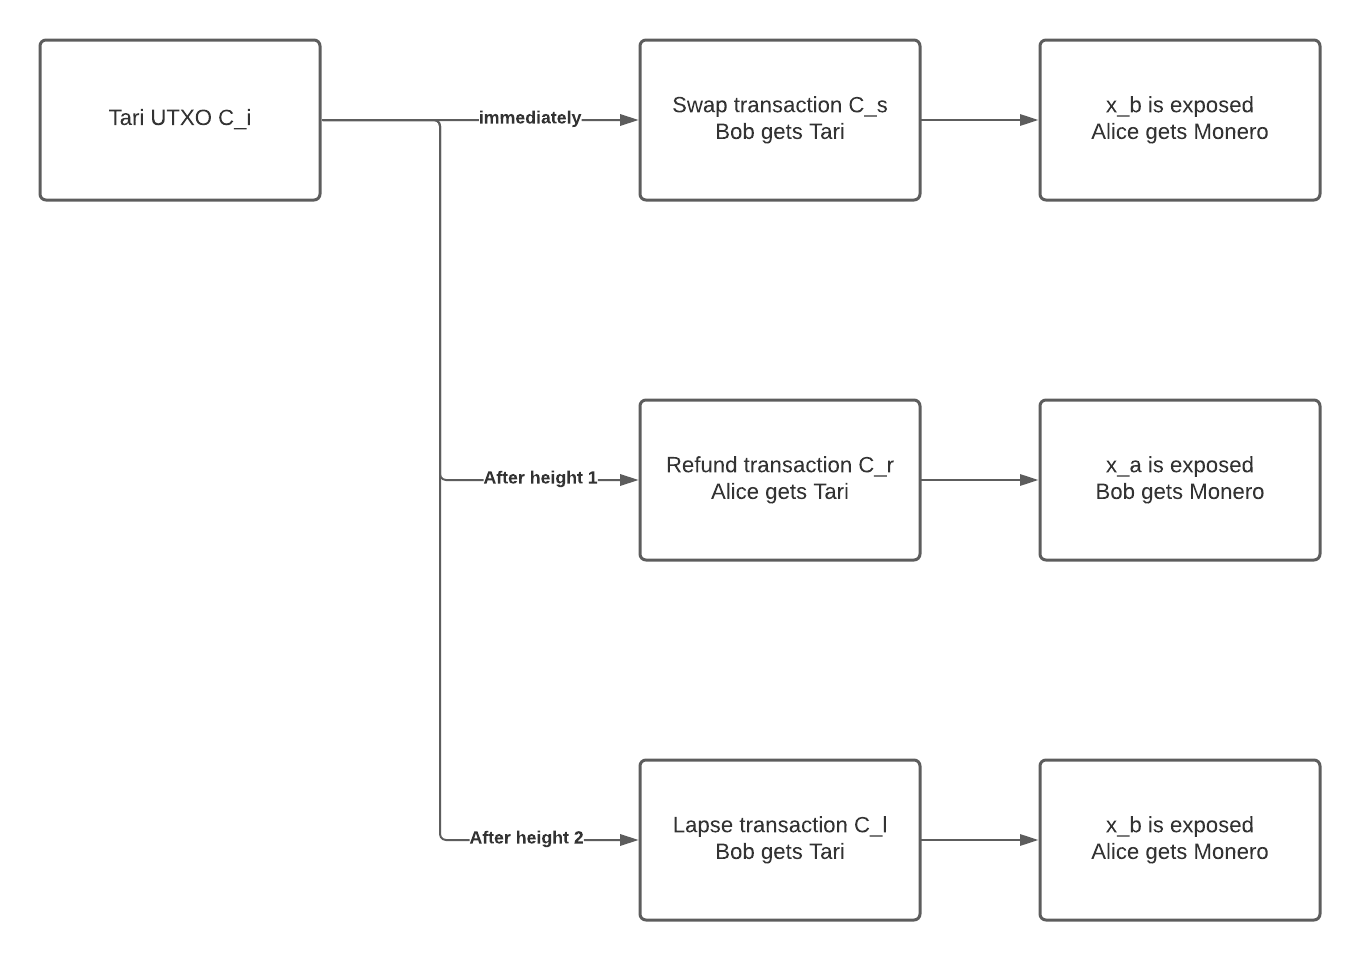 Tari UTXO C_i
immediately
Swap transaction C_s
Bob gets Tari
x_b is exposed
Alice gets Monero
After height 1
Refund transaction C_r
Alice gets Tari
x_a is exposed
Bob gets Monero
After height 2
Lapse transaction C_l
Bob gets Tari
x_b is exposed
Alice gets Monero